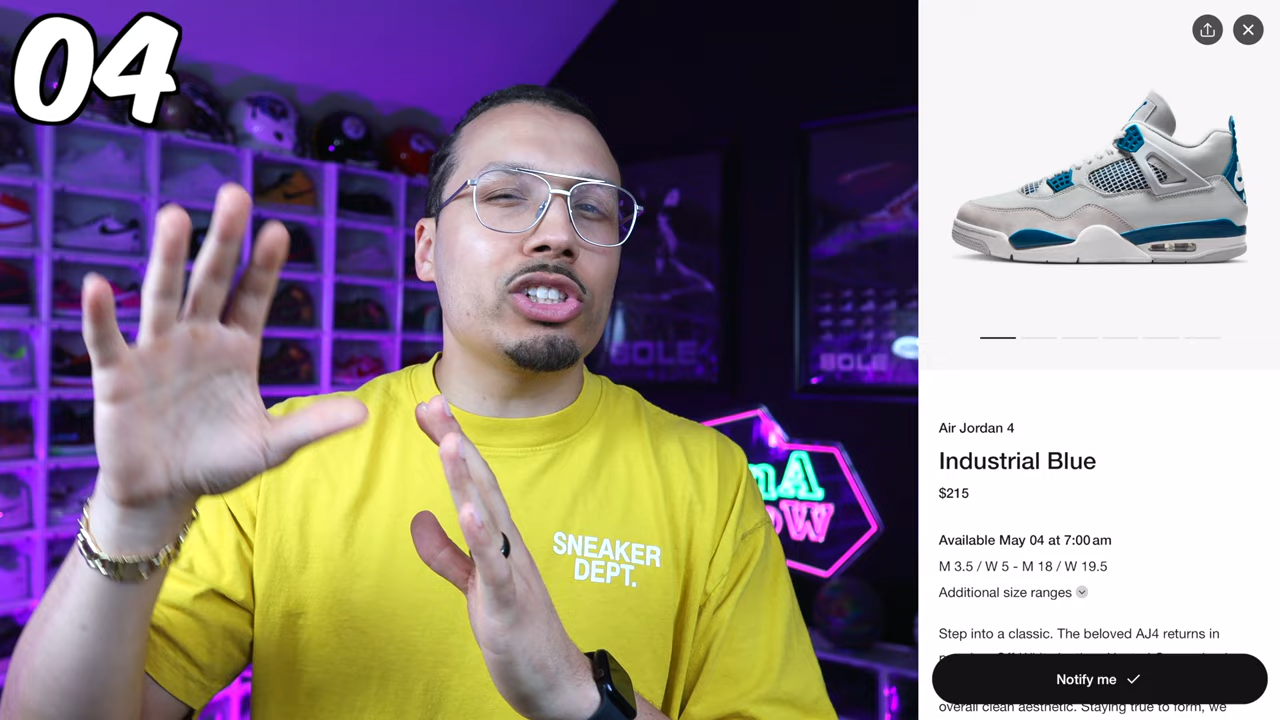 04
BOLE
BOLE
SNEAKER
DEPT.
Air Jordan 4
Industrial Blue
$215
Available May 04 at 7:00 am
M 3.5 / W 5 - M 18 / W 19.5
Additional size ranges
Step into a classic. The beloved AJ4 returns in
Notify me
overall clean aesthetic. Staying true to form, we